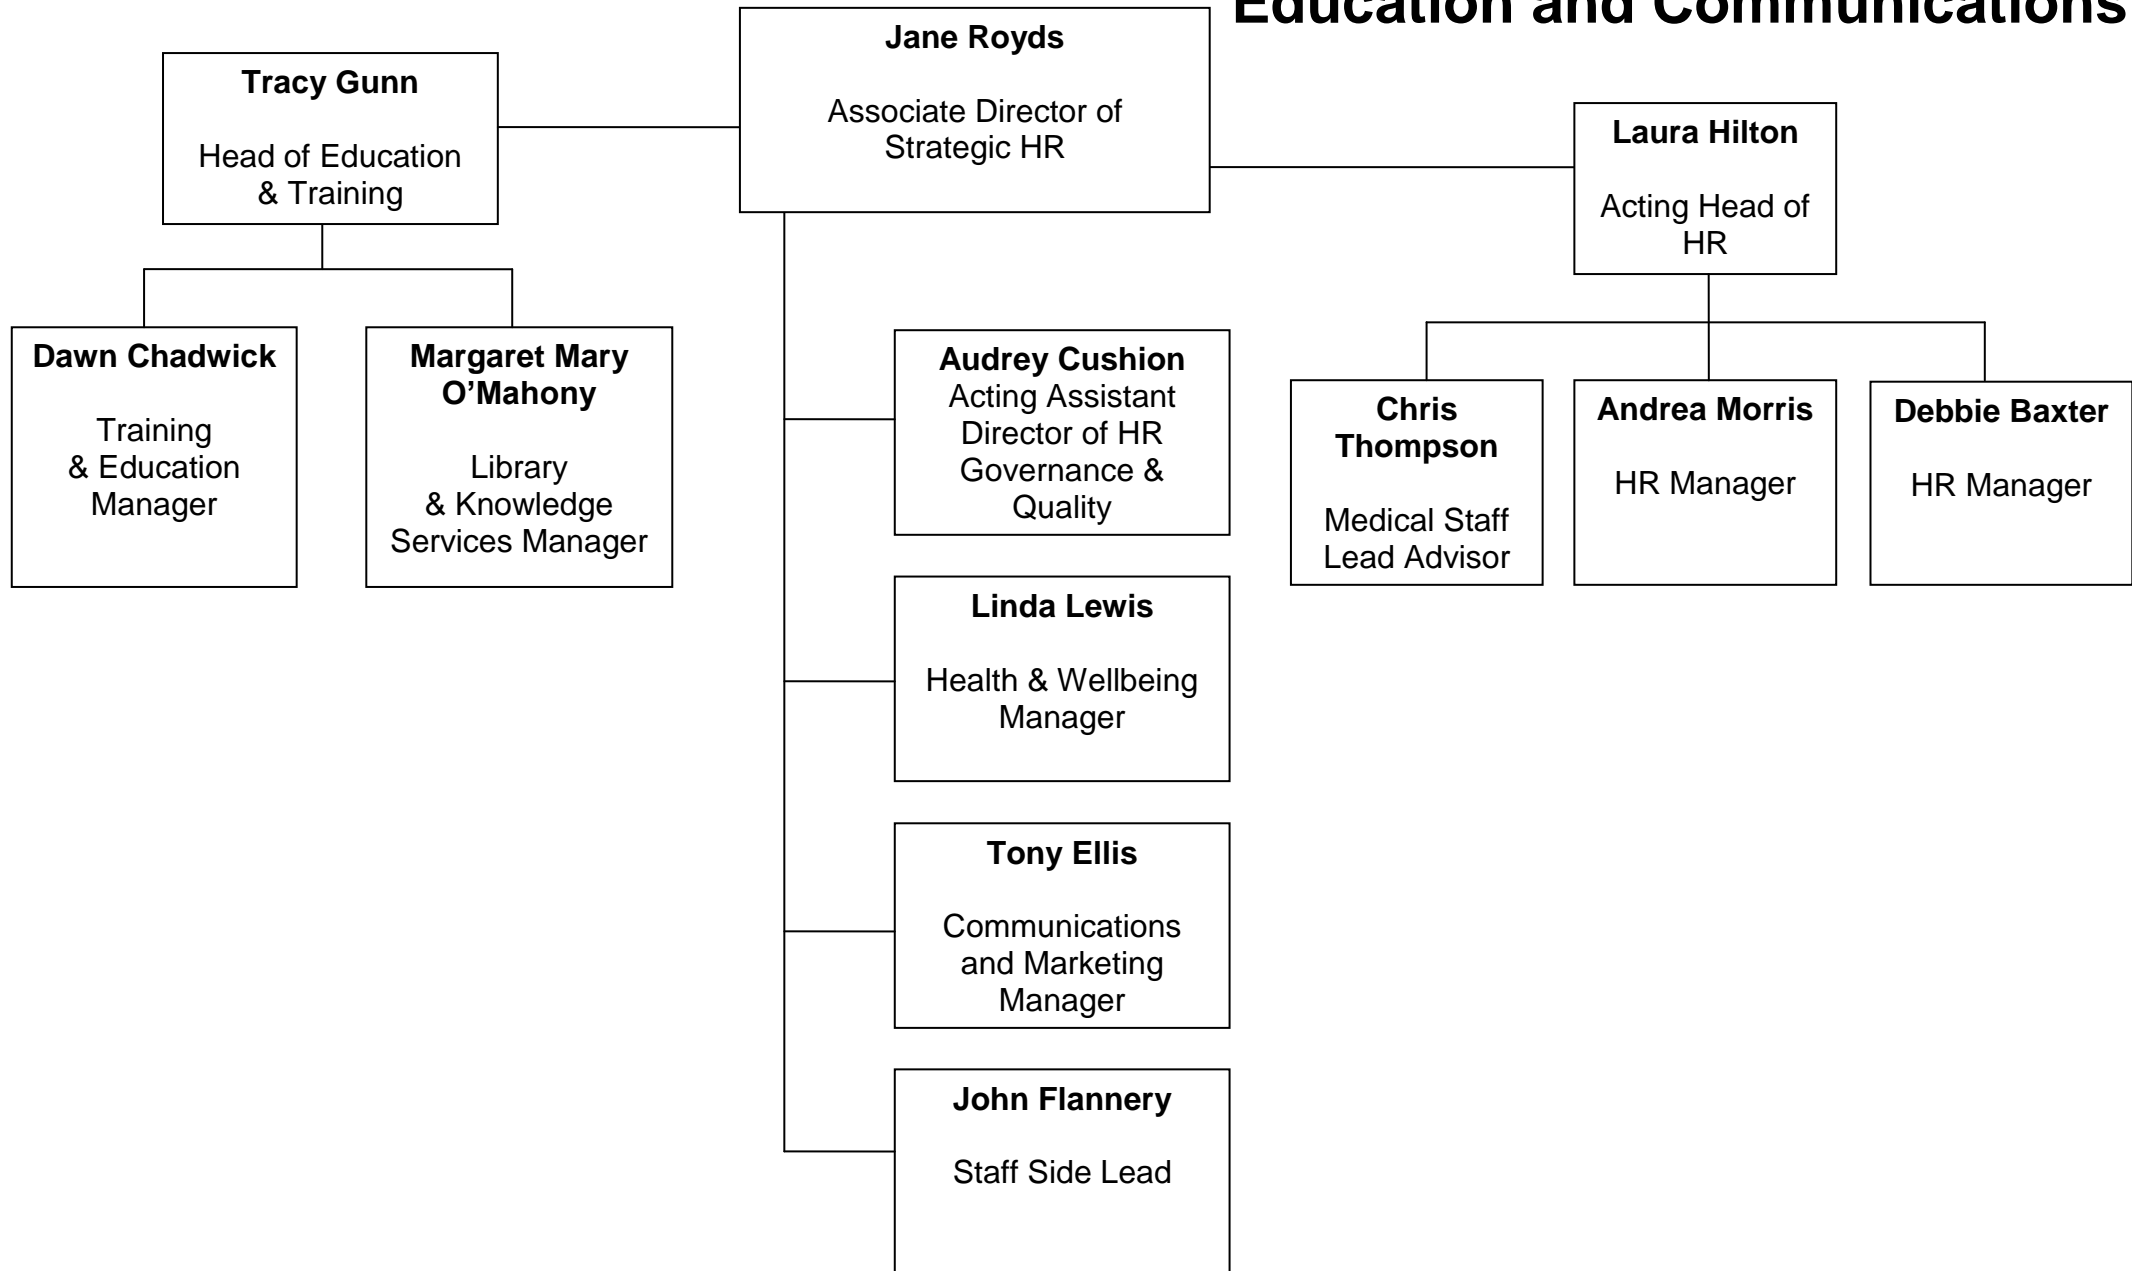 Education and Communications
Jane Royds
Associate Director of
Strategic HR
Tracy Gunn
Head of Education
& Training
Laura Hilton
Acting Head of
HR
Dawn Chadwick
Training
& Education
Manager
Margaret Mary
O’Mahony
Library
& Knowledge
Services Manager
Audrey Cushion
Acting Assistant
Director of HR
Governance &
Quality
Chris
Thompson
Medical Staff
Lead Advisor
Andrea Morris
HR Manager
Debbie Baxter
HR Manager
Linda Lewis
Health & Wellbeing
Manager
Tony Ellis
Communications
and Marketing
Manager
John Flannery
Staff Side Lead